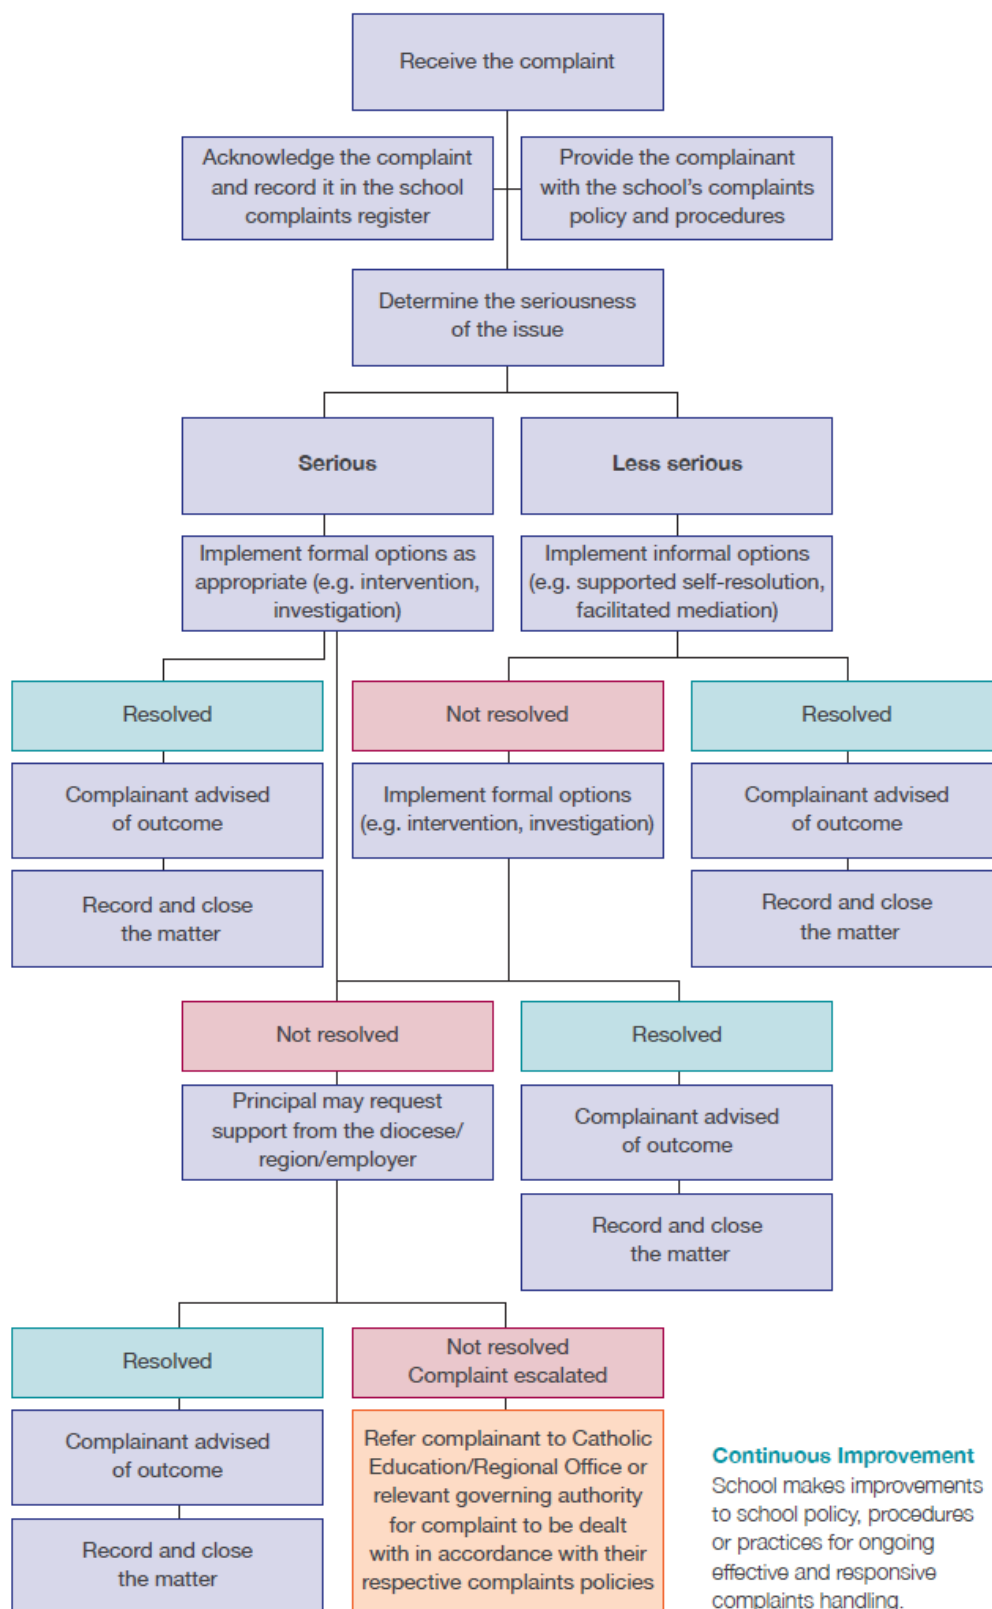 Receive the complaint
Acknowledge the complaint
and record it in the school
complaints register
Provide the complainant
with the school's complaints
policy and procedures
Determine the seriousness
of the issue
Serious
Less serious
Implement formal options as
appropriate (e.g. intervention,
investigation)
Implement informal options
(e.g. supported self-resolution,
facilitated mediation)
Resolved
Not resolved
Resolved
Complainant advised
of outcome
Implement formal options
(e.g. intervention, investigation)
Complainant advised
of outcome
Record and close
the matter
Record and close
the matter
Not resolved
Resolved
Principal may request
support from the diocese/
region/employer
Complainant advised
of outcome
Record and close
the matter
Resolved
Not resolved
Complaint escalated
Complainant advised
of outcome
Refer complainant to Catholic
Education/Regional Office or
relevant governing authority
for complaint to be dealt
with in accordance with their
respective complaints policies
Record and close
the matter
Continuous Improvement
School makes improvements
to school policy, procedures
or practices for ongoing
effective and responsive
complaints handling.